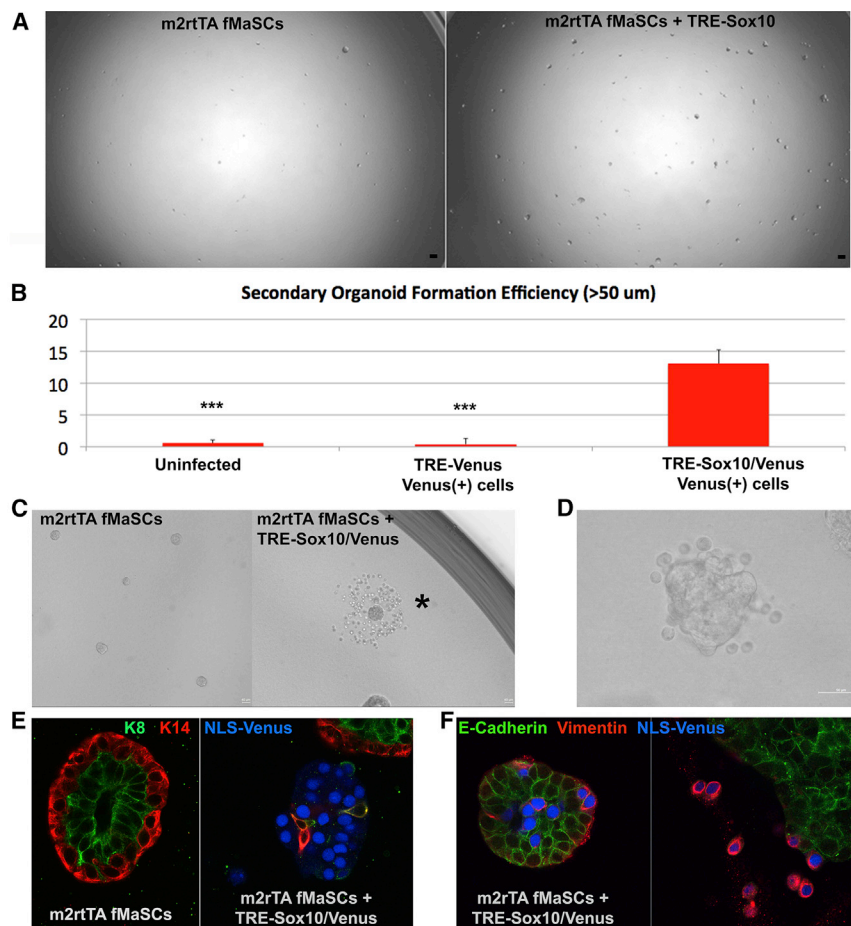 A
m2rtTA fMaSCs
m2rtTA fMaSCs + TRE-Sox10
B
Secondary Organoid Formation Efficiency (>50 um)
20
15
10
5
0
***
***
Uninfected
TRE-Venus
Venus(+) cells
TRE-Sox10/Venus
Venus(+) cells
C
m2rtTA fMaSCs
m2rtTA fMaSCs +
TRE-Sox10/Venus
*
D
E
K8 K14
NLS-Venus
m2rtTA fMaSCs
m2rtTA fMaSCs +
TRE-Sox10/Venus
F
E-Cadherin Vimentin NLS-Venus
m2rTA fMaSCs +
TRE-Sox10/Venus